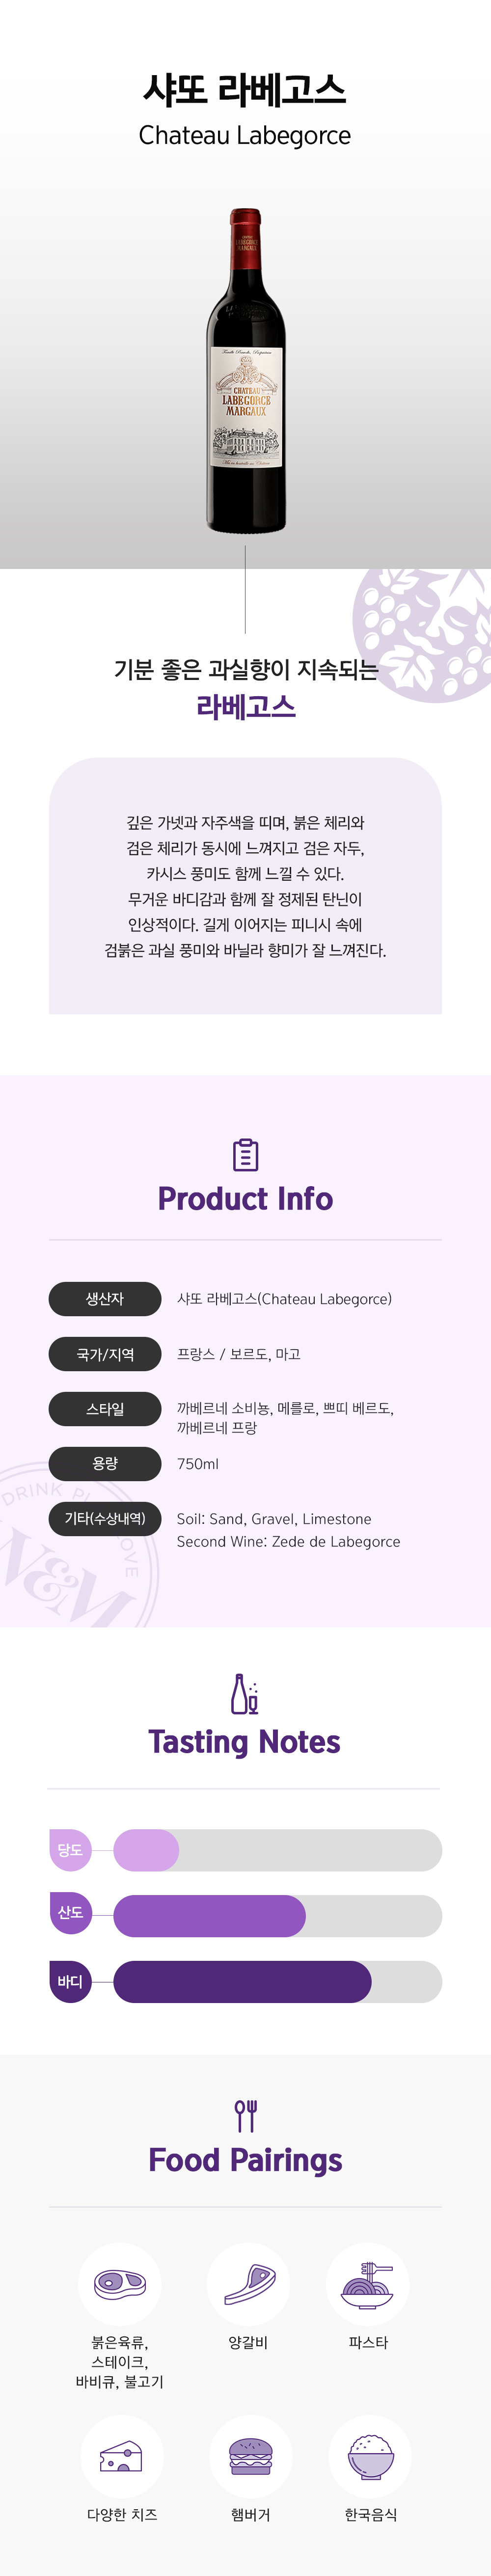 샤또 라베고스
Chateau Labegorce
CHATEAU
LABEGORCE
MARGAUX
기분 좋은 과실향이 지속되는
라베고스
깊은 가넷과 자주색을 띠며, 붉은 체리와
검은 체리가 동시에 느껴지고 검은 자두,
카시스 풍미도 함께 느낄 수 있다.
무거운 바디감과 함께 잘 정제된 탄닌이
인상적이다. 길게 이어지는 피니시 속에
검붉은 과실 풍미와 바닐라 향미가 잘 느껴진다.
Product Info
생산자 샤또 라베고스(Chateau Labegorce)
국가/지역 프랑스 / 보르도, 마고
스타일 까베르네 소비뇽, 메를로, 쁘띠 베르도,
까베르네 프랑
용량 750ml
기타(수상내역) Soil: Sand, Gravel, Limestone
Second Wine: Zede de Labegorce
DRINK
W&M
Tasting Notes
당도
산도
바디
Food Pairings
붉은육류,
스테이크,
바비큐, 불고기
양갈비
파스타
다양한 치즈
햄버거
한국음식